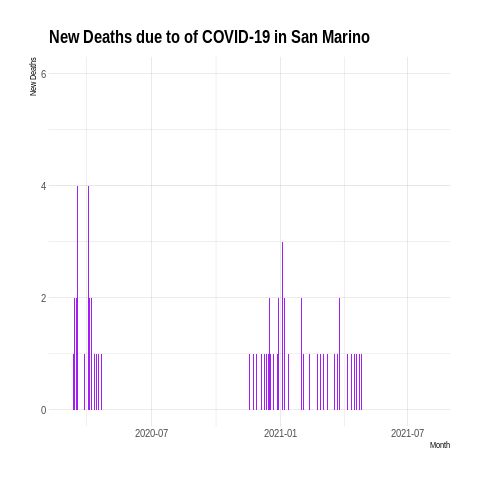 New Deaths due to of COVID-19 in San Marino
New Deaths
6
4
2
0
2020-07
2021-01
2021-07
Month